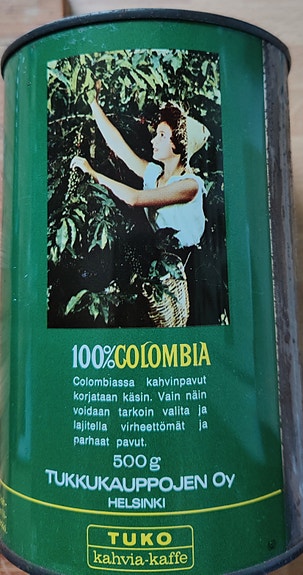 100% COLOMBIA
Colombiassa kahvinpavut
korjataan käsin. Vain näin
voidaan tarkoin valita ja
lajitella virheettömät ja
parhaat pavut.
500 g
TUKKUKAUPPOJEN Oy
HELSINKI
TUKO
kahvia-kaffe